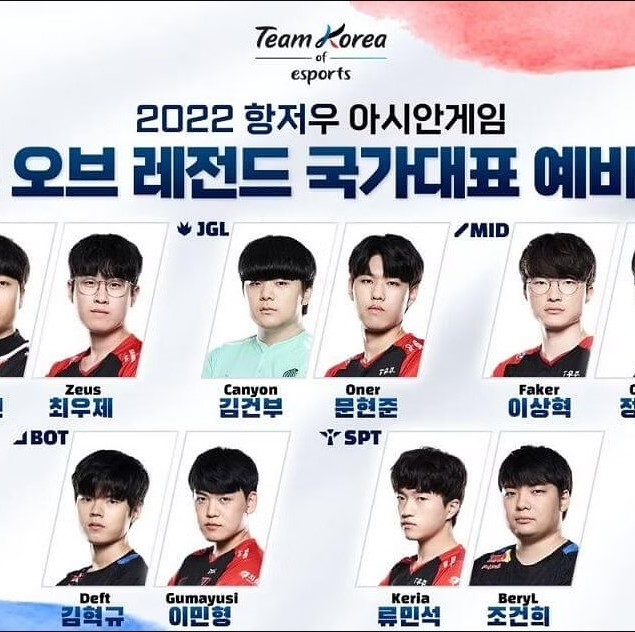 Team Korea
of
esports
2022 항저우 아시안게임
오브 레전드 국가대표 예비
JGL
MID
Zeus
최우제
Canyon
김건부
Oner
문현준
Faker
이상혁
BOT
SPT
Deft
김혁규
Gumayusi
이민형
Keria
류민석
BeryL
조건희